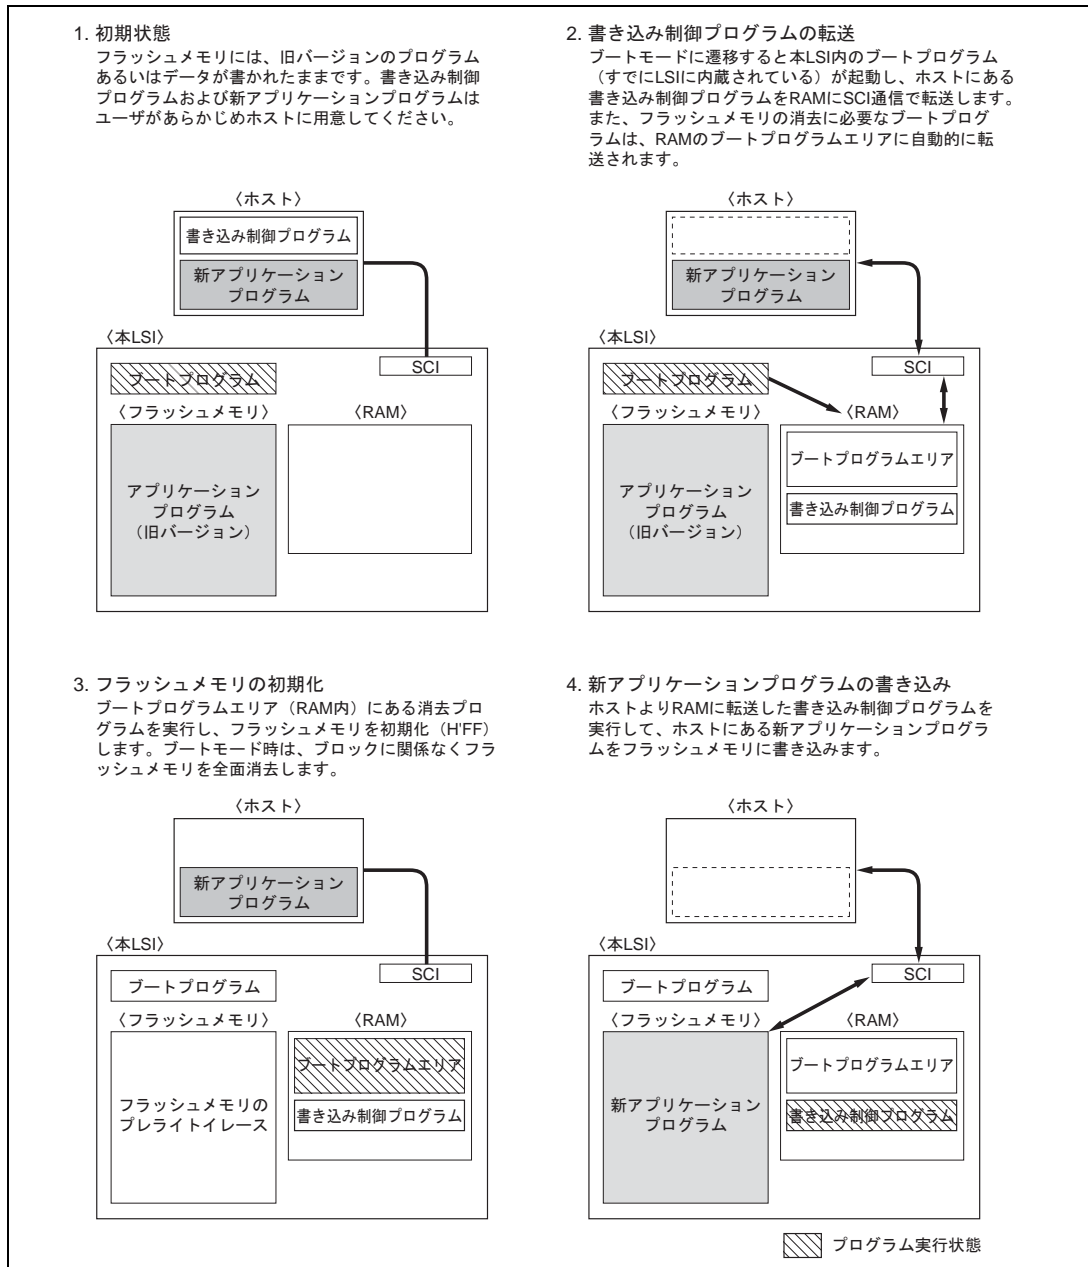 1. 初期状態
フラッシュメモリには、旧バージョンのプログラム
あるいはデータが書かれたままです。書き込み制御
プログラムおよび新アプリケーションプログラムは
ユーザがあらかじめホストに用意してください。
〈ホスト〉
書き込み制御プログラム
新アプリケーション
プログラム
〈本LSI〉
SCI
ブートプログラム
〈フラッシュメモリ〉
〈RAM〉
アプリケーション
プログラム
（旧バージョン）
2. 書き込み制御プログラムの転送
ブートモードに遷移すると本LSI内のブートプログラム
（すでにLSIに内蔵されている）が起動し、ホストにある
書き込み制御プログラムをRAMにSCI通信で転送します。
また、フラッシュメモリの消去に必要なブートプログ
ラムは、RAMのブートプログラムエリアに自動的に転
送されます。
〈ホスト〉
新アプリケーション
プログラム
〈本LSI〉
SCI
ブートプログラム
〈フラッシュメモリ〉
〈RAM〉
ブートプログラムエリア
アプリケーション
プログラム
（旧バージョン）
書き込み制御プログラム
3. フラッシュメモリの初期化
ブートプログラムエリア（RAM内）にある消去プロ
グラムを実行し、フラッシュメモリを初期化（H'FF）
します。ブートモード時は、ブロックに関係なくフラ
ッシュメモリを全面消去します。
〈ホスト〉
新アプリケーション
プログラム
〈本LSI〉
SCI
ブートプログラム
〈フラッシュメモリ〉
〈RAM〉
ブートプログラムエリア
フラッシュメモリの
プレライトイレース
書き込み制御プログラム
4. 新アプリケーションプログラムの書き込み
ホストよりRAMに転送した書き込み制御プログラムを
実行して、ホストにある新アプリケーションプログラ
ムをフラッシュメモリに書き込みます。
〈ホスト〉
〈本LSI〉
SCI
ブートプログラム
〈フラッシュメモリ〉
〈RAM〉
ブートプログラムエリア
新アプリケーション
プログラム
書き込み制御プログラム
プログラム実行状態